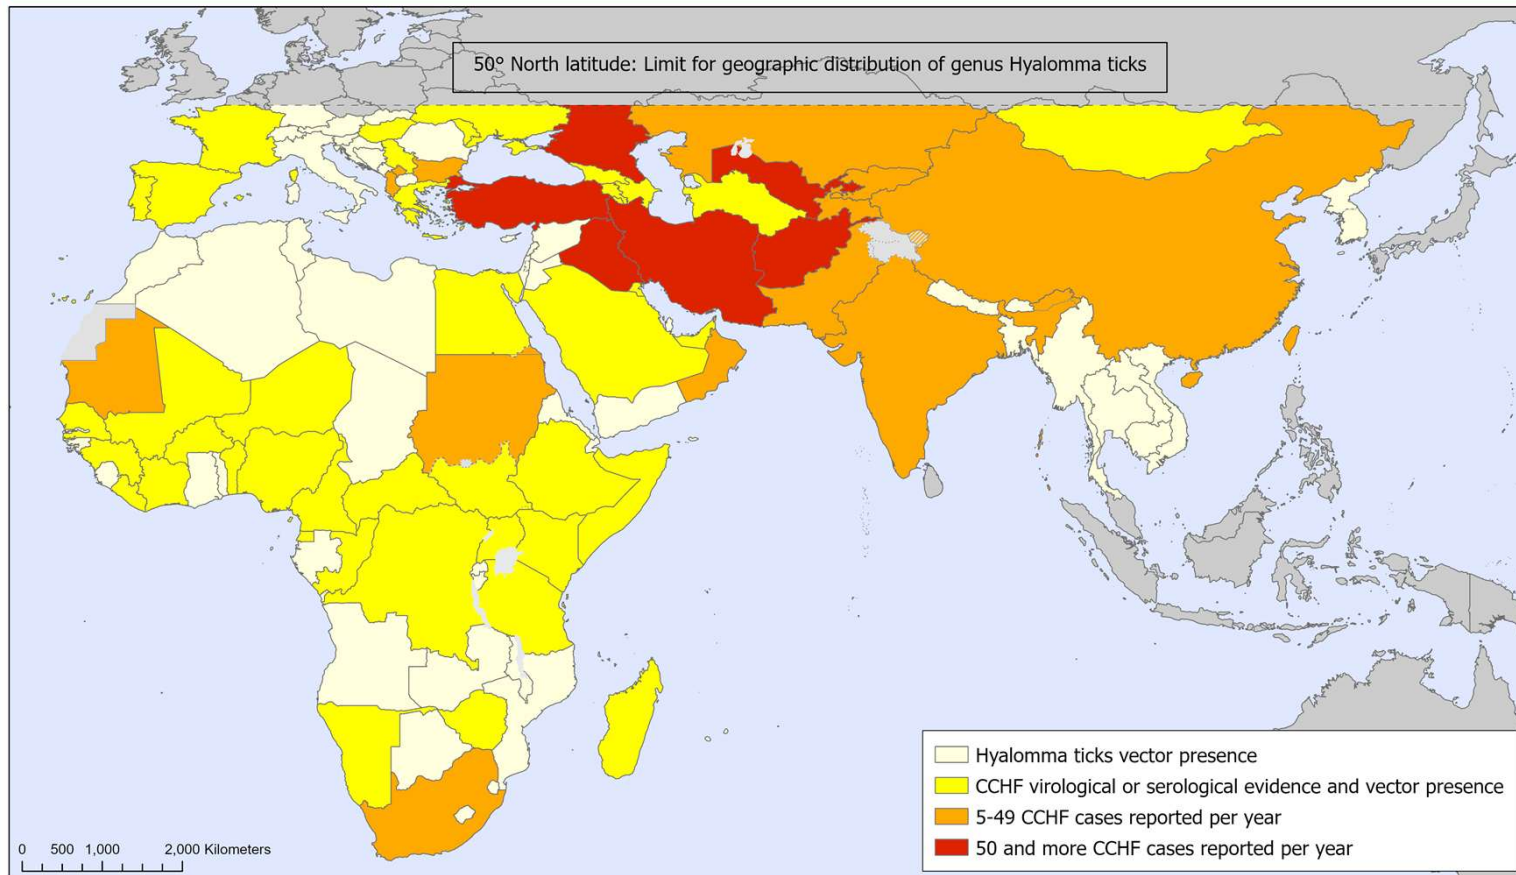 50° North latitude: Limit for geographic distribution of genus Hyalomma ticks
Hyalomma ticks vector presence
CCHF virological or serological evidence and vector presence
5-49 CCHF cases reported per year
50 and more CCHF cases reported per year
0 500 1,000 2,000 Kilometers